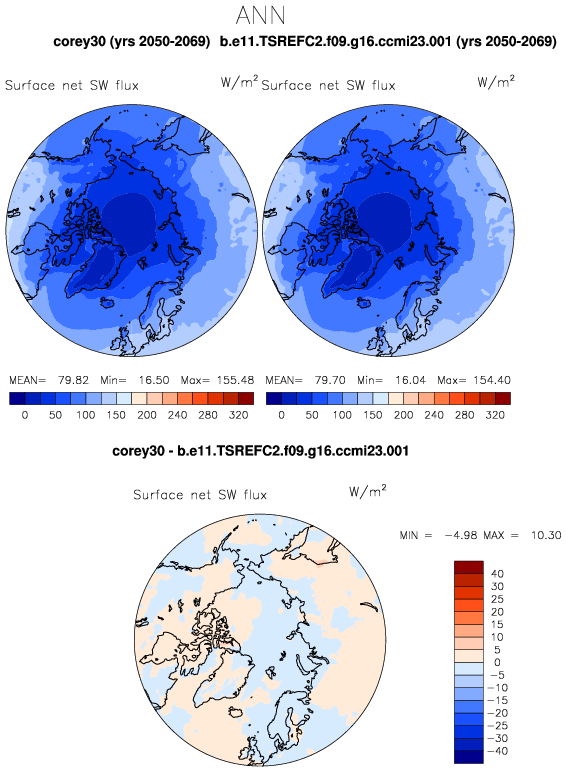 ANN
corey30 (yrs 2050-2069) b.e11.TSREFC2.f09.g16.ccmi23.001 (yrs 2050-2069)
Surface net SW flux W/m² Surface net SW flux W/m²
MEAN= 79.82 Min= 16.50 Max= 155.48 MEAN= 79.70 Min= 16.04 Max= 154.40
0 50 100 150 200 240 280 320 0 50 100 150 200 240 280 320
corey30 - b.e11.TSREFC2.f09.g16.ccmi23.001
Surface net SW flux W/m²
MIN = −4.98 MAX = 10.30
40
30
25
20
15
10
5
0
−5
−10
−15
−20
−25
−30
−40